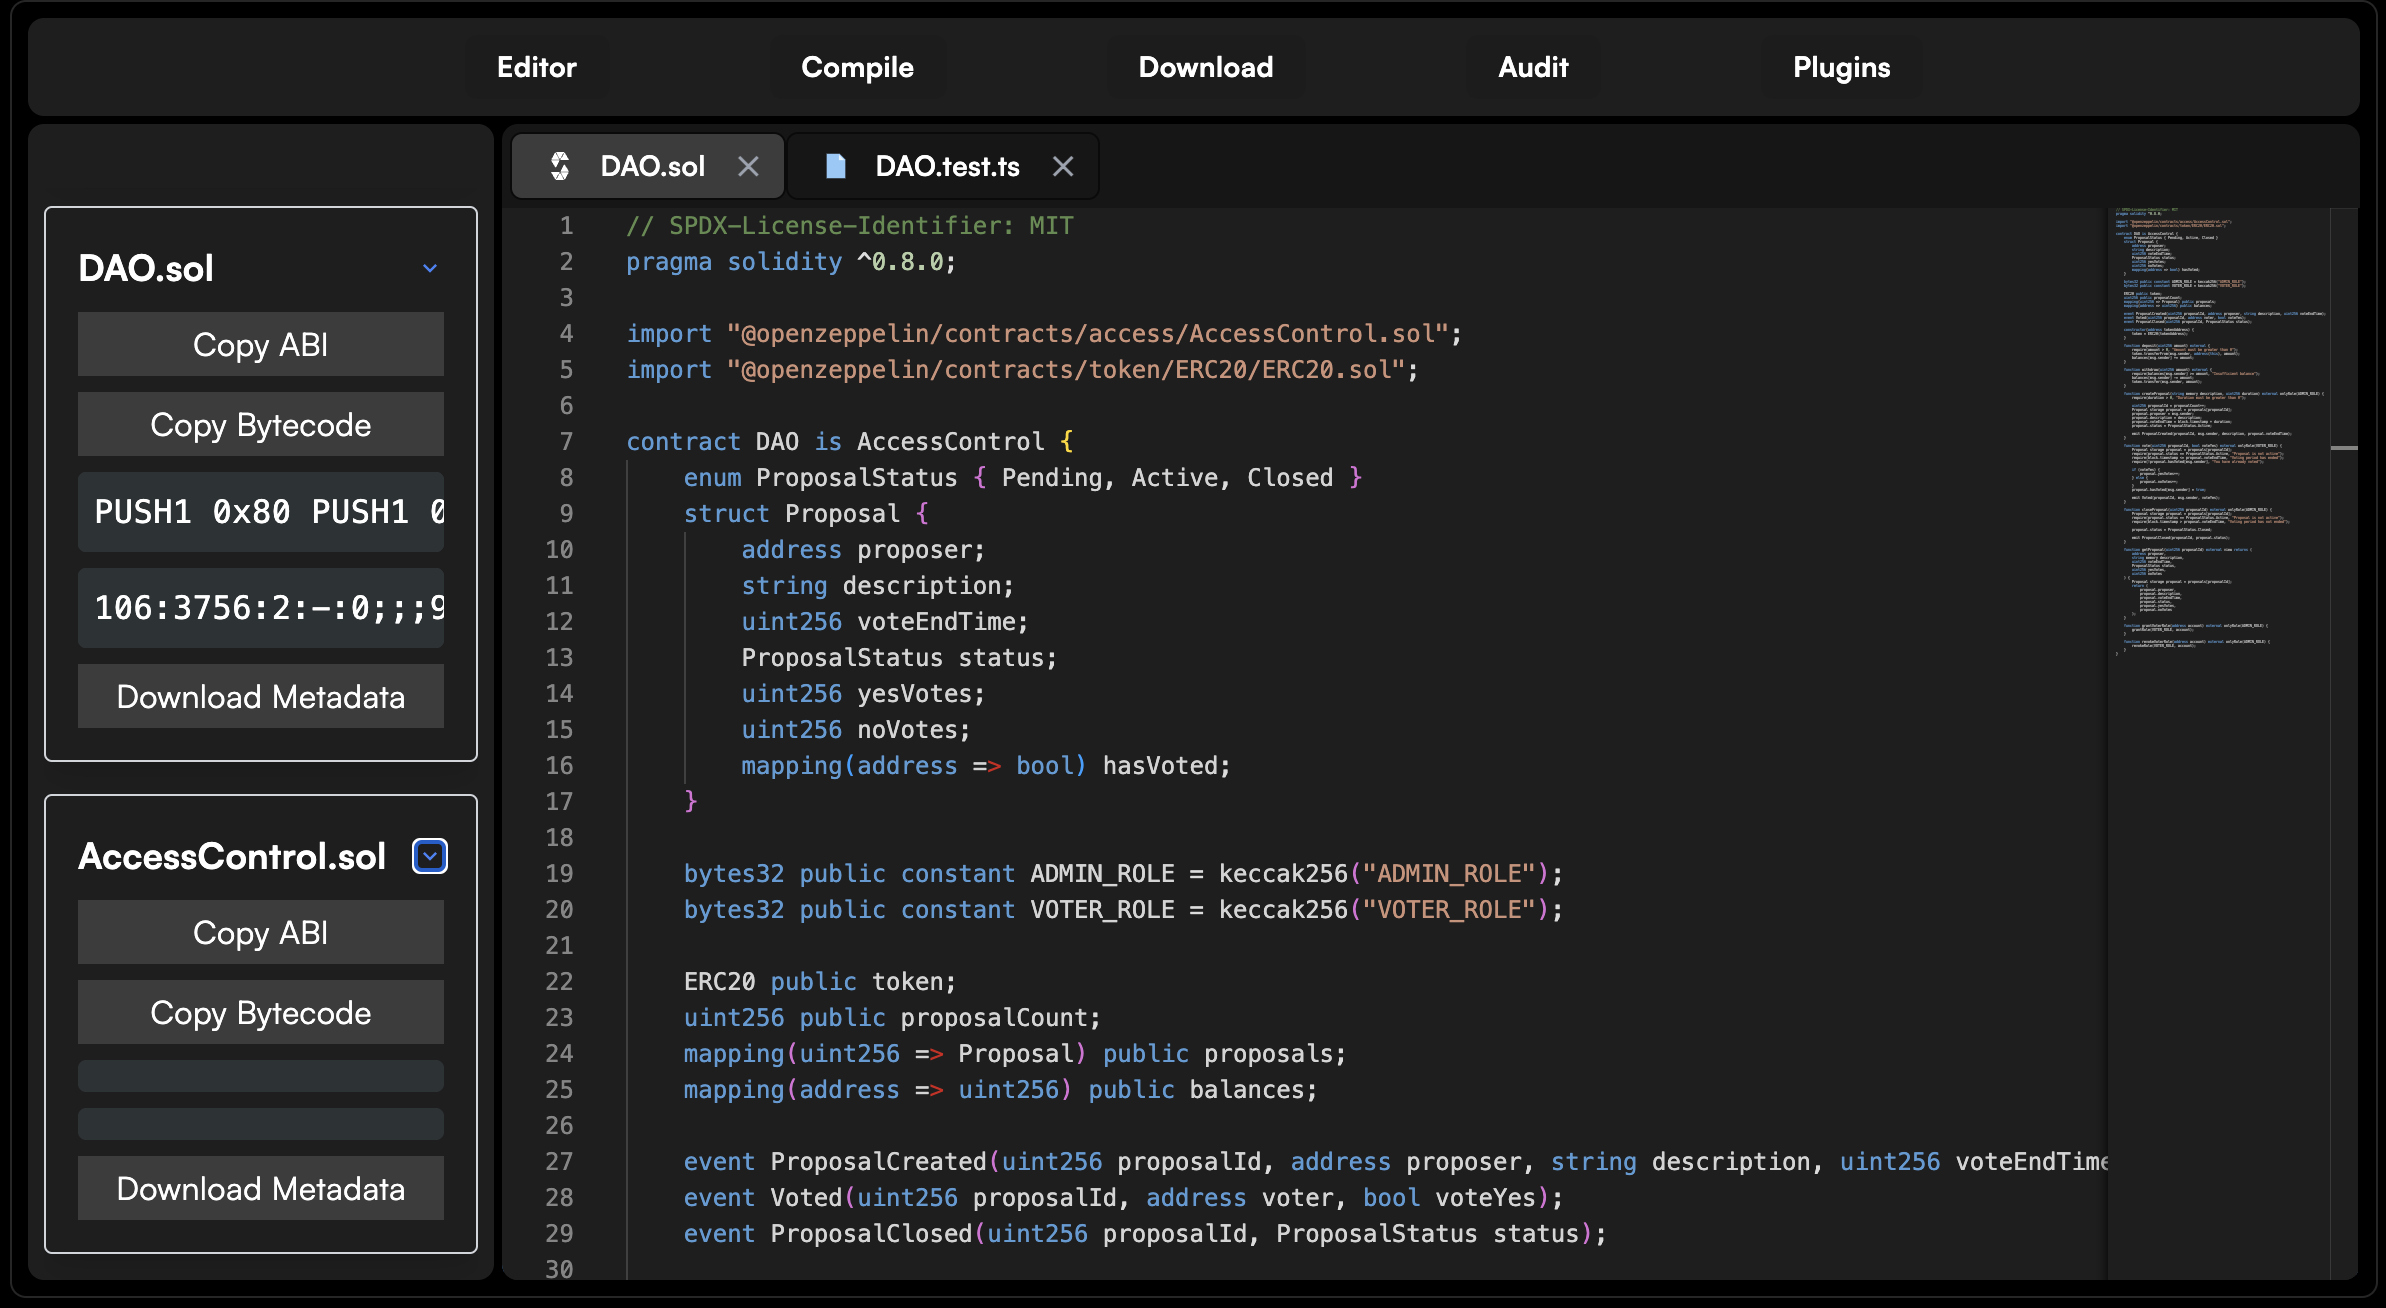 Editor Compile Download Audit Plugins
DAO.sol
Copy ABI
Copy Bytecode
PUSH1 0x80 PUSH1 0
106:3756:2:-:0;;;9
Download Metadata
AccessControl.sol
Copy ABI
Copy Bytecode
Download Metadata
DAO.sol DAO.test.ts
1 // SPDX-License-Identifier: MIT
2 pragma solidity ^0.8.0;
3
4 import "@openzeppelin/contracts/access/AccessControl.sol";
5 import "@openzeppelin/contracts/token/ERC20/ERC20.sol";
6
7 contract DAO is AccessControl {
8 enum ProposalStatus { Pending, Active, Closed }
9 struct Proposal {
10 address proposer;
11 string description;
12 uint256 voteEndTime;
13 ProposalStatus status;
14 uint256 yesVotes;
15 uint256 noVotes;
16 mapping(address => bool) hasVoted;
17 }
18
19 bytes32 public constant ADMIN_ROLE = keccak256("ADMIN_ROLE");
20 bytes32 public constant VOTER_ROLE = keccak256("VOTER_ROLE");
21
22 ERC20 public token;
23 uint256 public proposalCount;
24 mapping(uint256 => Proposal) public proposals;
25 mapping(address => uint256) public balances;
26
27 event ProposalCreated(uint256 proposalId, address proposer, string description, uint256 voteEndTime
28 event Voted(uint256 proposalId, address voter, bool voteYes);
29 event ProposalClosed(uint256 proposalId, ProposalStatus status);
30